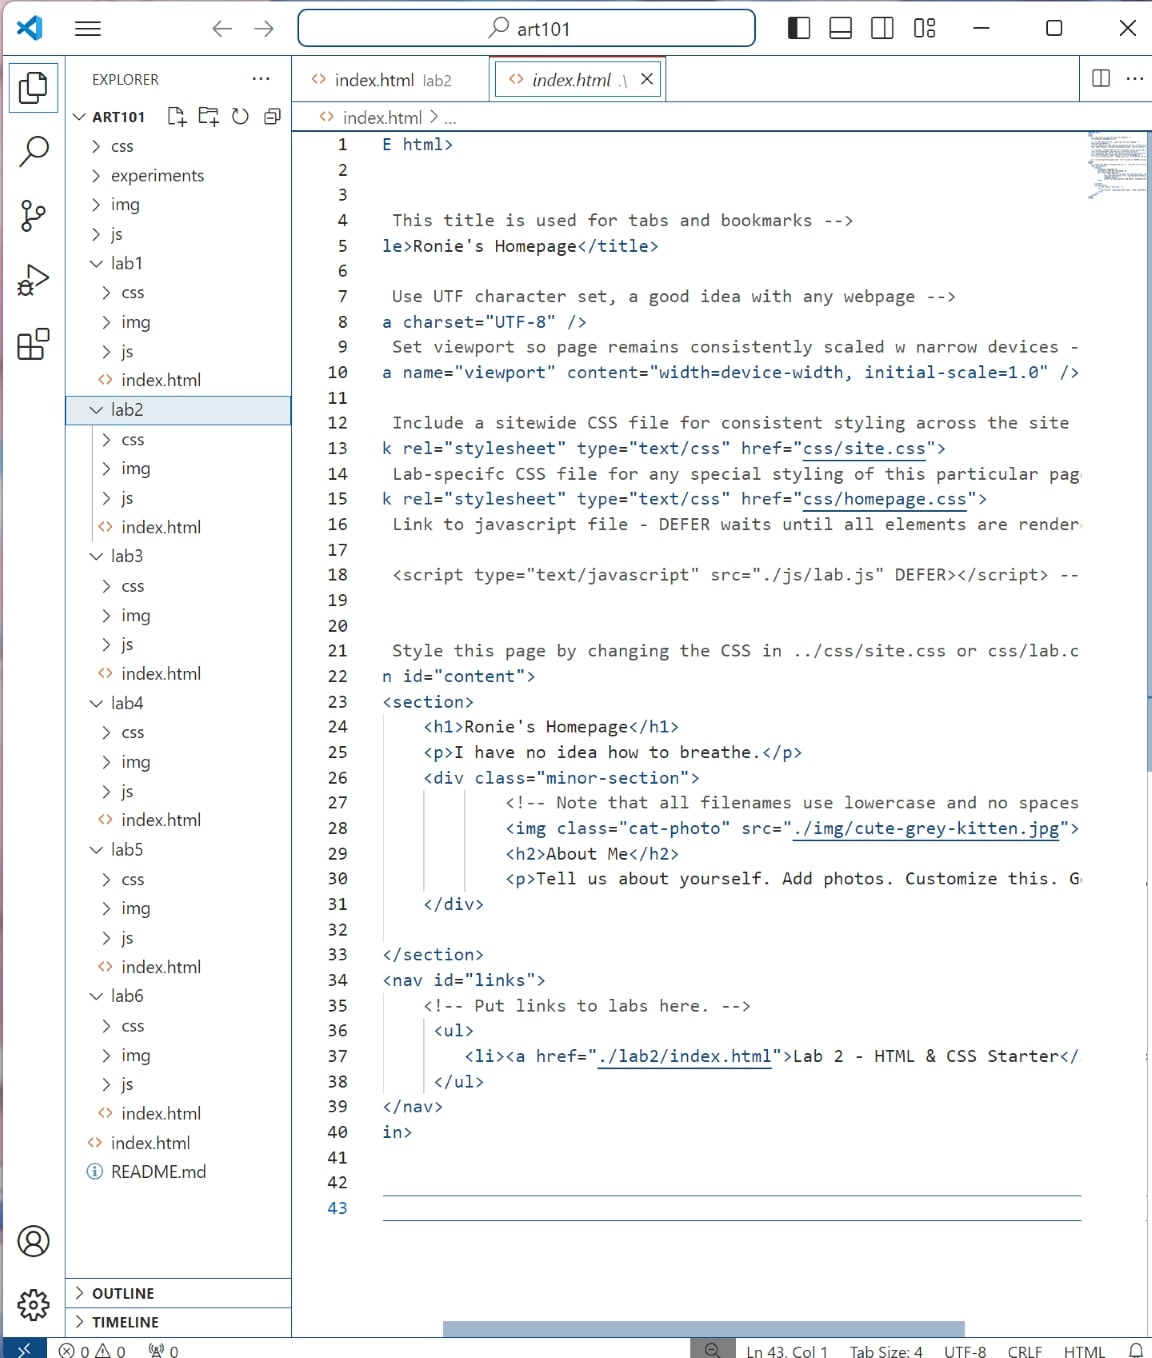 art101
EXPLORER
ART101
css
experiments
img
js
lab1
css
img
js
index.html
lab2
css
img
js
index.html
lab3
css
img
js
index.html
lab4
css
img
js
index.html
lab5
css
img
js
index.html
lab6
css
img
js
index.html
index.html
README.md
OUTLINE
TIMELINE
index.html lab2
index.html .\
index.html > ...
1 E html>
2
3
4 This title is used for tabs and bookmarks -->
5 le>Ronie's Homepage</title>
6
7 Use UTF character set, a good idea with any webpage -->
8 a charset="UTF-8" />
9 Set viewport so page remains consistently scaled w narrow devices -
10 a name="viewport" content="width=device-width, initial-scale=1.0" />
11
12 Include a sitewide CSS file for consistent styling across the site
13 k rel="stylesheet" type="text/css" href="css/site.css">
14 Lab-specifc CSS file for any special styling of this particular pag
15 k rel="stylesheet" type="text/css" href="css/homepage.css">
16 Link to javascript file - DEFER waits until all elements are render
17
18 <script type="text/javascript" src="./js/lab.js" DEFER></script> --
19
20
21 Style this page by changing the CSS in ../css/site.css or css/lab.c
22 n id="content">
23 <section>
24 <h1>Ronie's Homepage</h1>
25 <p>I have no idea how to breathe.</p>
26 <div class="minor-section">
27 <!-- Note that all filenames use lowercase and no spaces
28 <img class="cat-photo" src="./img/cute-grey-kitten.jpg">
29 <h2>About Me</h2>
30 <p>Tell us about yourself. Add photos. Customize this. G
31 </div>
32
33 </section>
34 <nav id="links">
35 <!-- Put links to labs here. -->
36 <ul>
37 <li><a href="./lab2/index.html">Lab 2 - HTML & CSS Starter</
38 </ul>
39 </nav>
40 in>
41
42
43
0 0 0
Ln 43, Col 1 Tab Size: 4 UTF-8 CRLF HTML